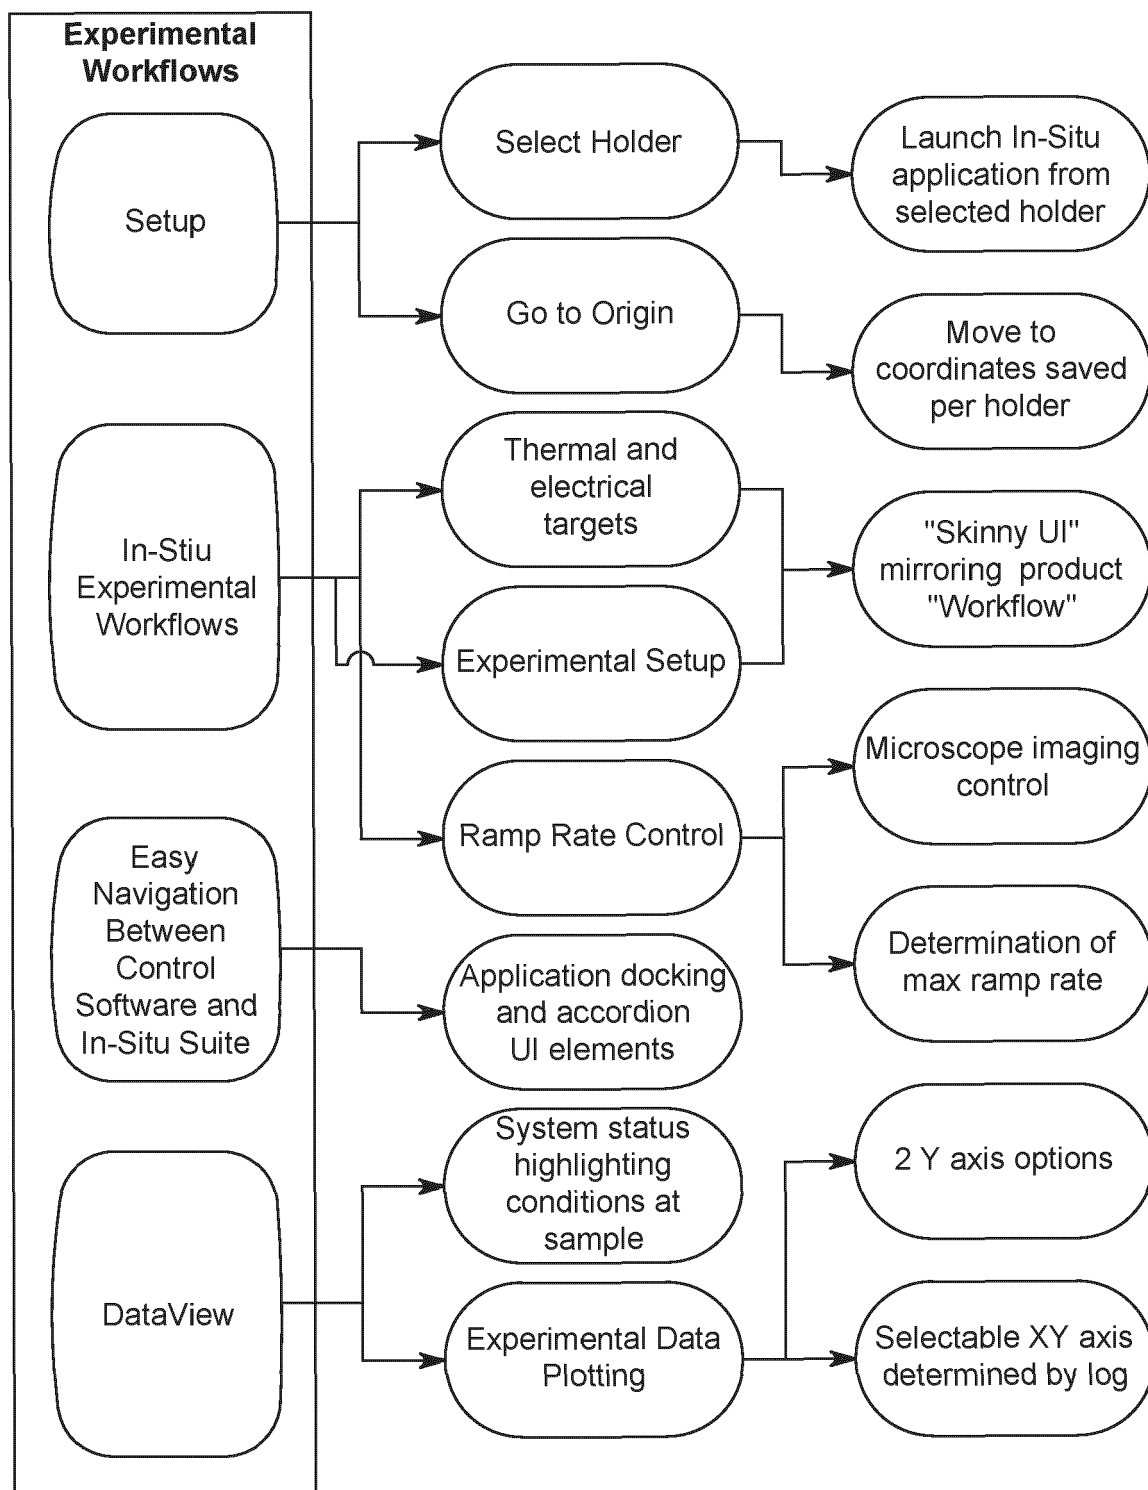 Experimental
Workflows
Setup
Select Holder
Launch In-Situ
application from
selected holder
Go to Origin
Move to
coordinates saved
per holder
In-Stiu
Experimental
Workflows
Thermal and
electrical
targets
Experimental Setup
"Skinny UI"
mirroring product
"Workflow"
Ramp Rate Control
Microscope imaging
control
Determination of
max ramp rate
Easy
Navigation
Between
Control
Software and
In-Situ Suite
Application docking
and accordion
UI elements
DataView
System status
highlighting
conditions at
sample
Experimental Data
Plotting
2 Y axis options
Selectable XY axis
determined by log